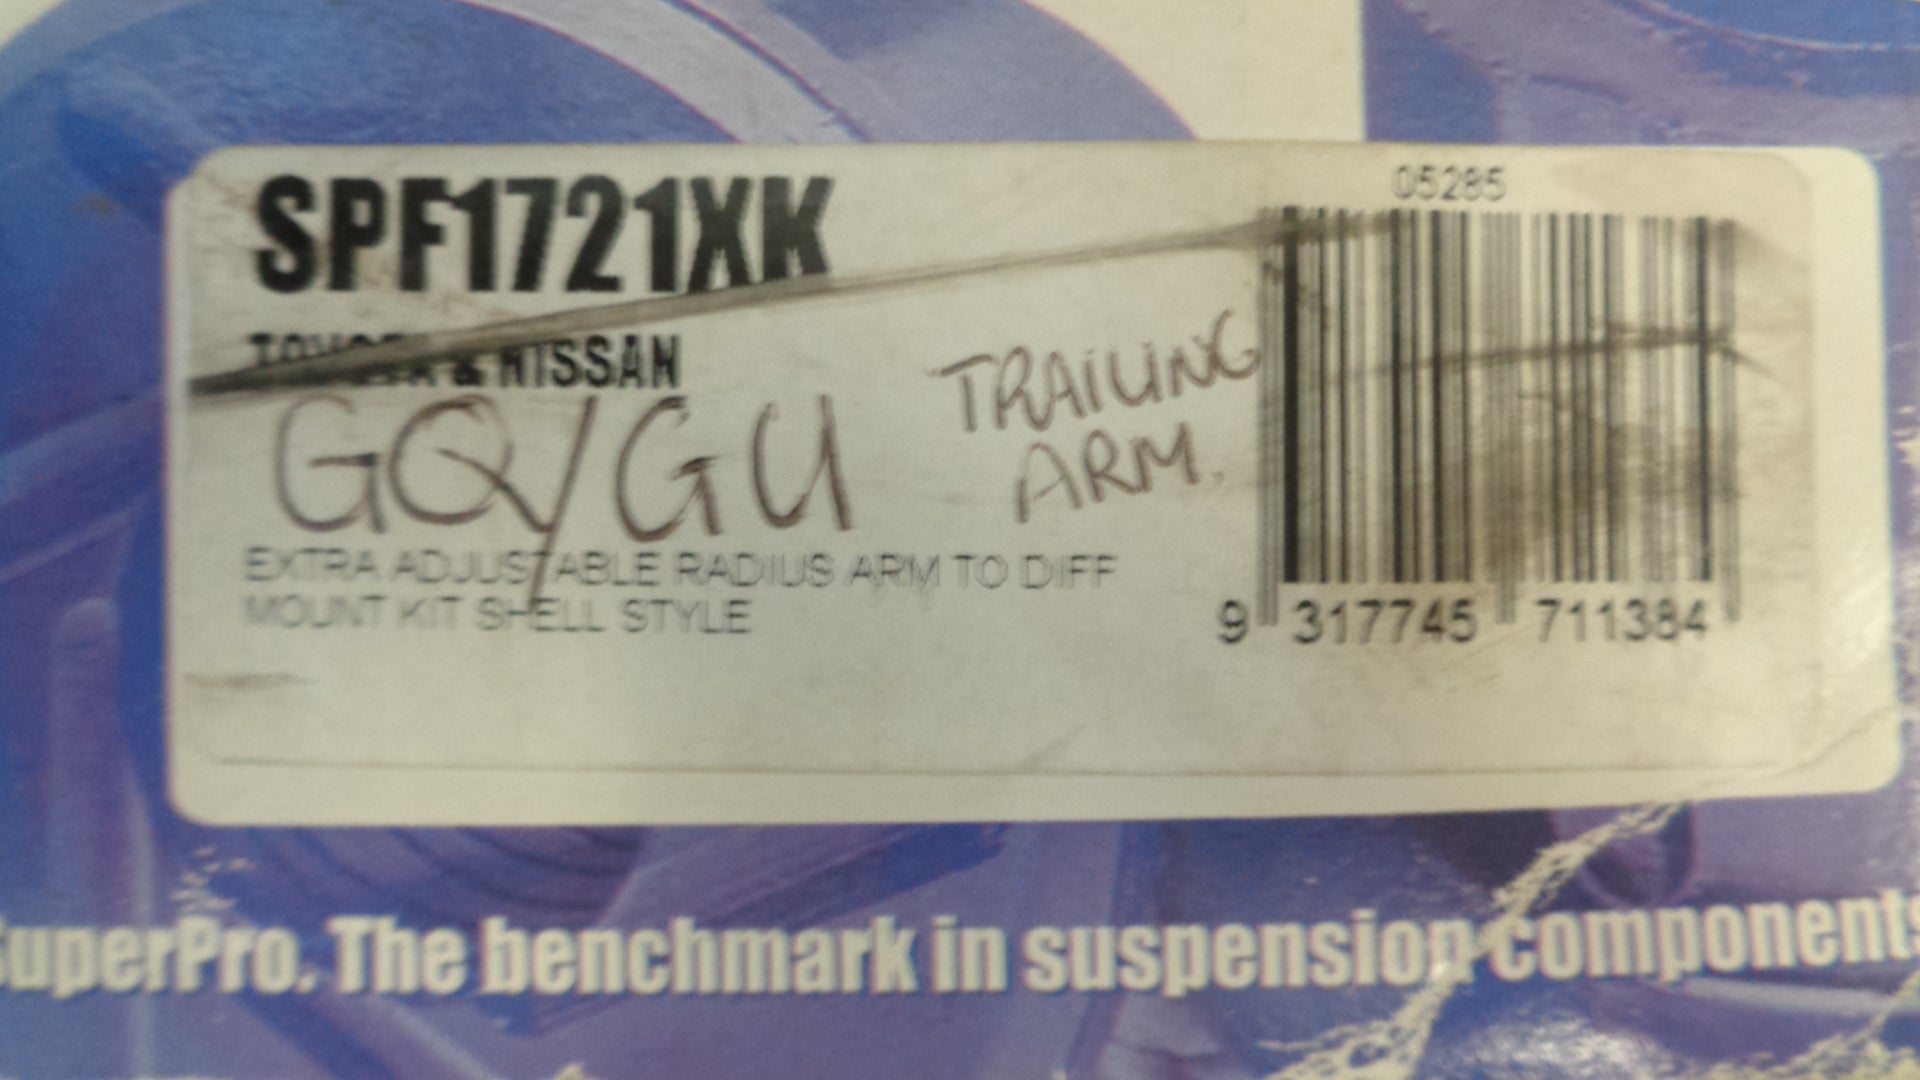 SPF1721XK
05285
TOYOTA & NISSAN
GQ/GU
TRAILING
ARM.
EXTRA ADJUSTABLE RADIUS ARM TO DIFF
MOUNT KIT SHELL STYLE
9 317745 711384
SuperPro. The benchmark in suspension components